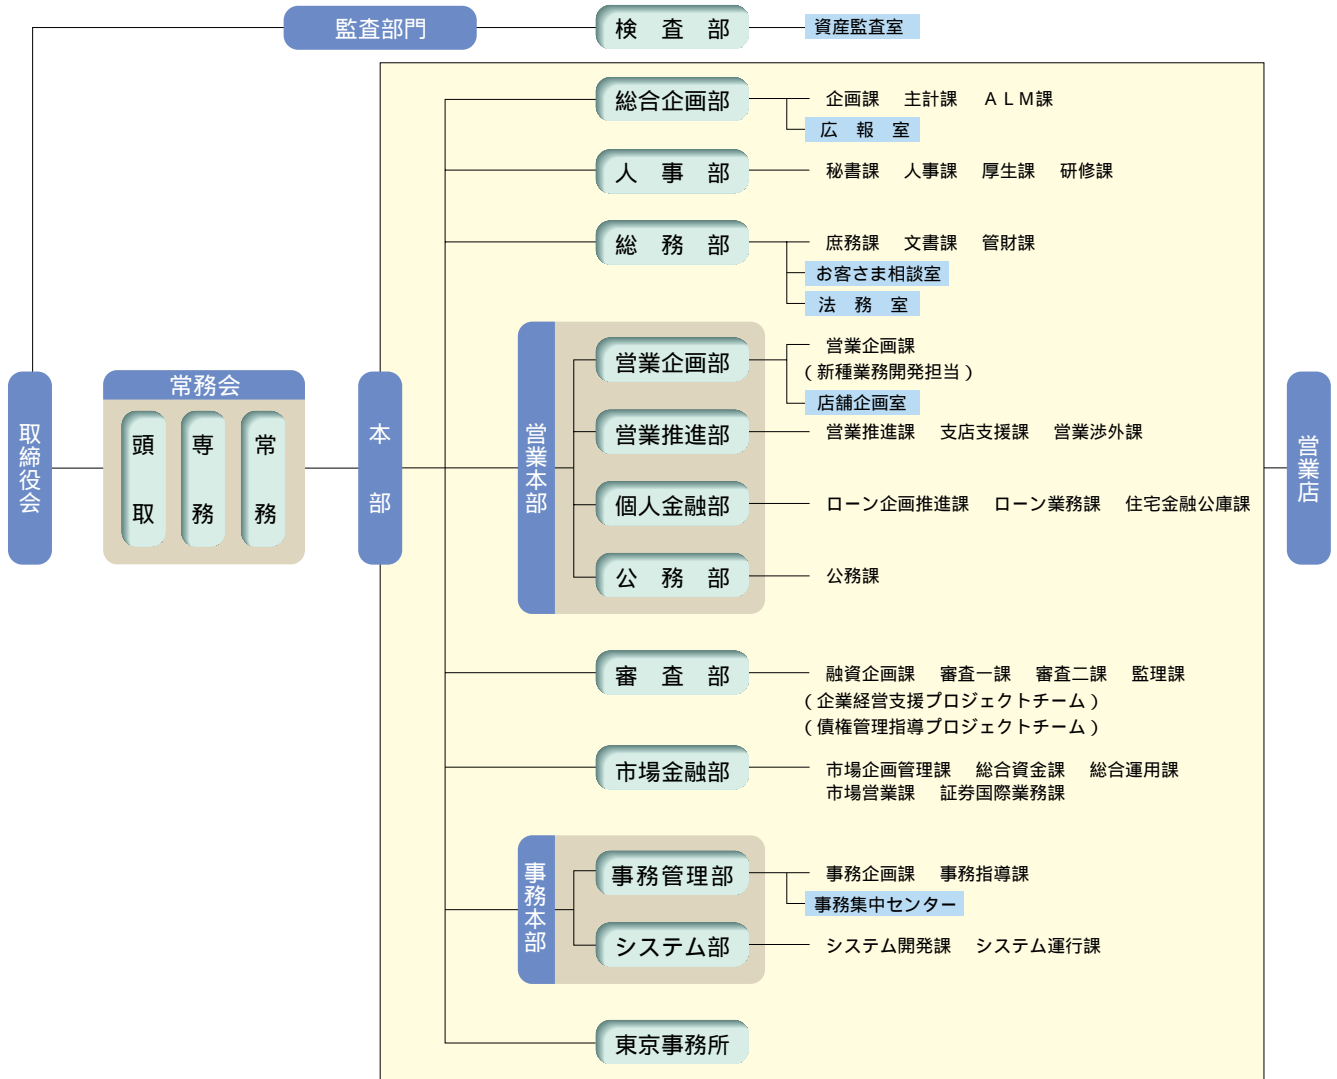 監査部門
検査部
資産監査室
総合企画部
企画課 主計課 ALM課
広報室
人事部
秘書課 人事課 厚生課 研修課
総務部
庶務課 文書課 管財課
お客さま相談室
法務室
取締役会
常務会
頭取
専務
常務
本部
営業本部
営業企画部
営業企画課
(新種業務開発担当)
店舗企画室
営業推進部
営業推進課 支店支援課 営業渉外課
個人金融部
ローン企画推進課 ローン業務課 住宅金融公庫課
公務部
公務課
営業店
審査部
融資企画課 審査一課 審査二課 監理課
(企業経営支援プロジェクトチーム)
(債権管理指導プロジェクトチーム)
市場金融部
市場企画管理課 総合資金課 総合運用課
市場営業課 証券国際業務課
事務本部
事務管理部
事務企画課 事務指導課
事務集中センター
システム部
システム開発課 システム運行課
東京事務所